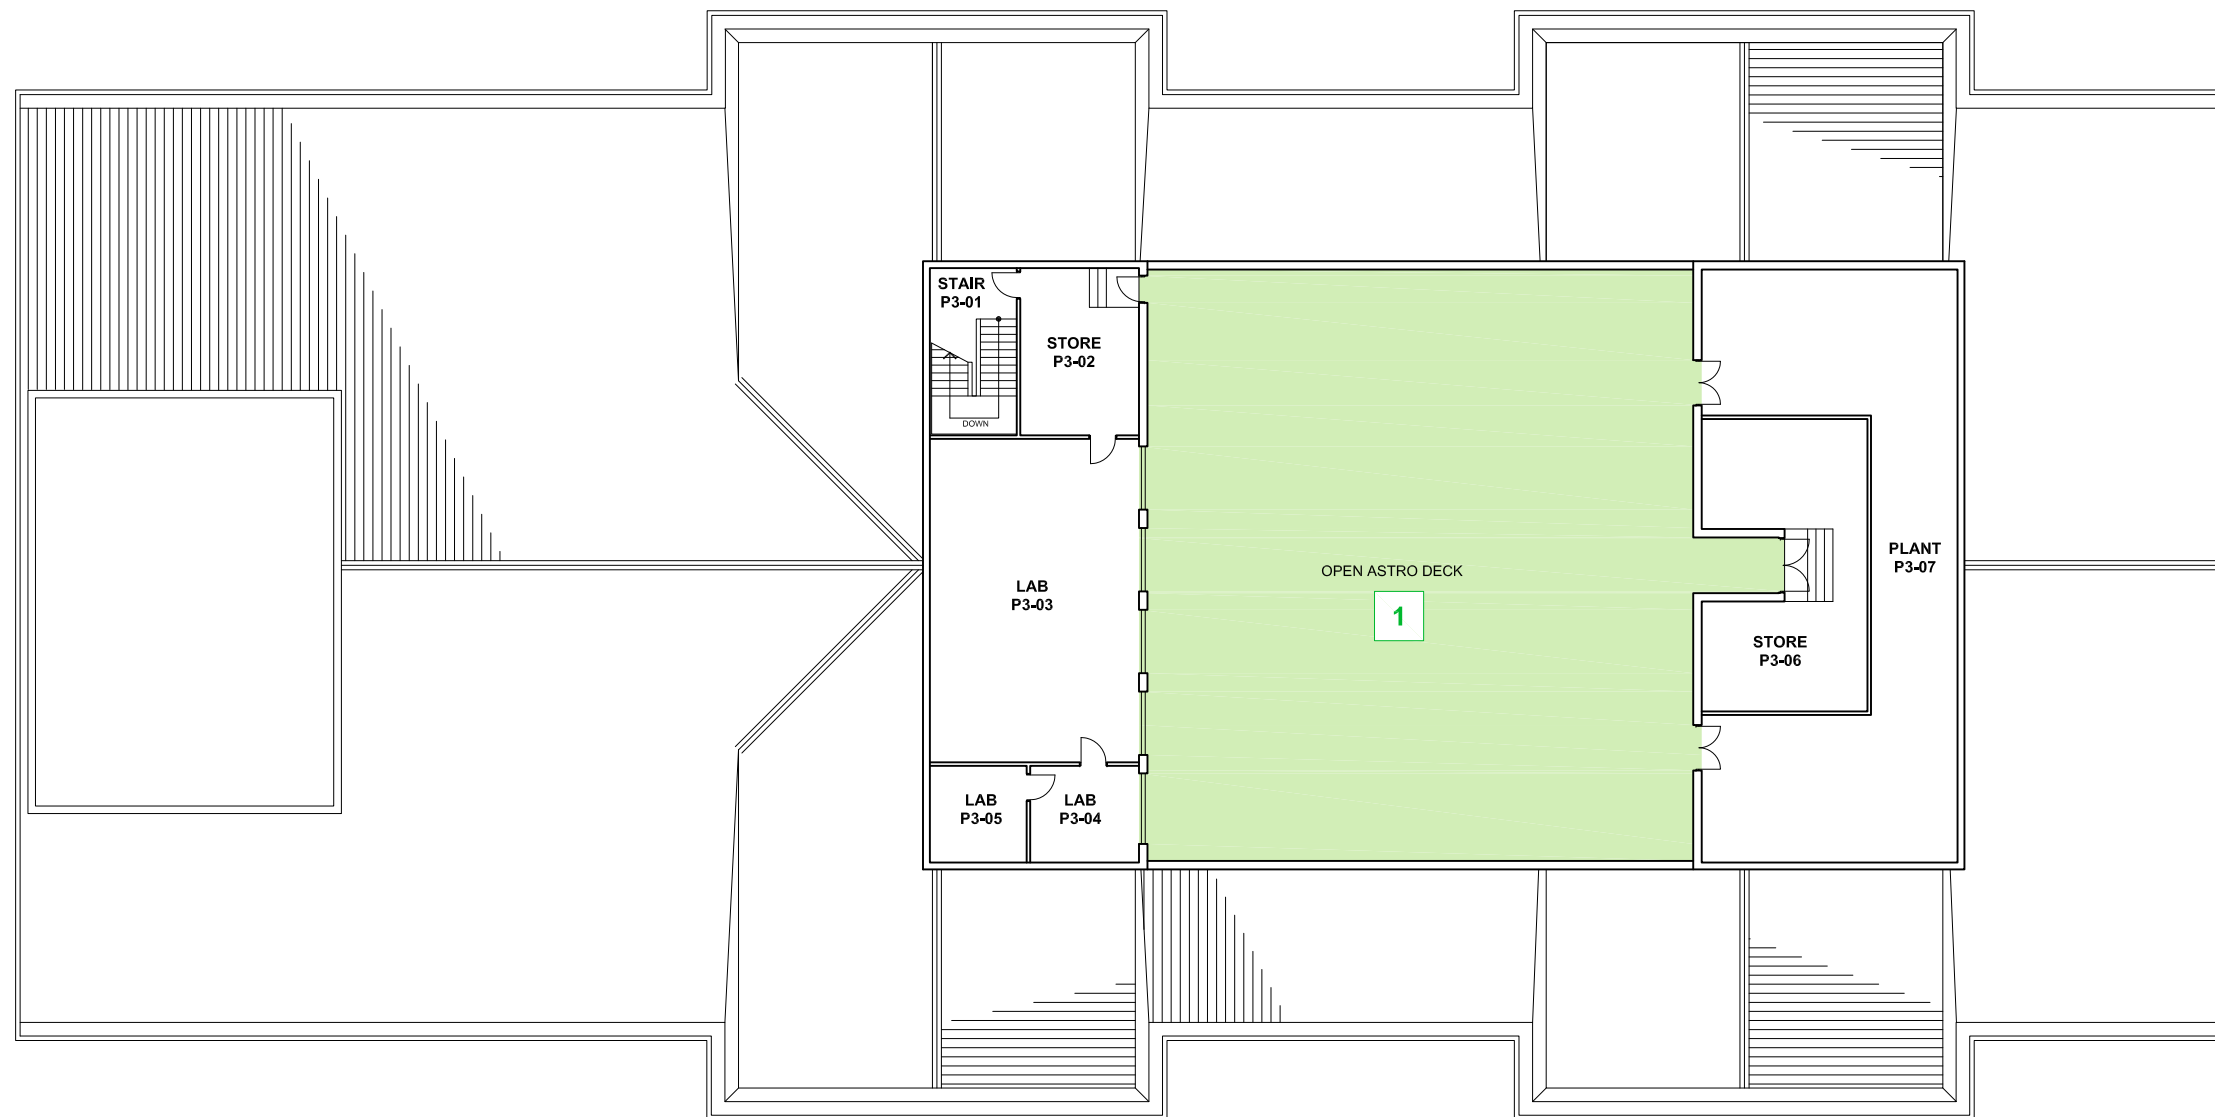 STAIR
P3-01
STORE
P3-02
DOWN
LAB
P3-03
OPEN ASTRO DECK
1
PLANT
P3-07
STORE
P3-06
LAB
P3-05
LAB
P3-04